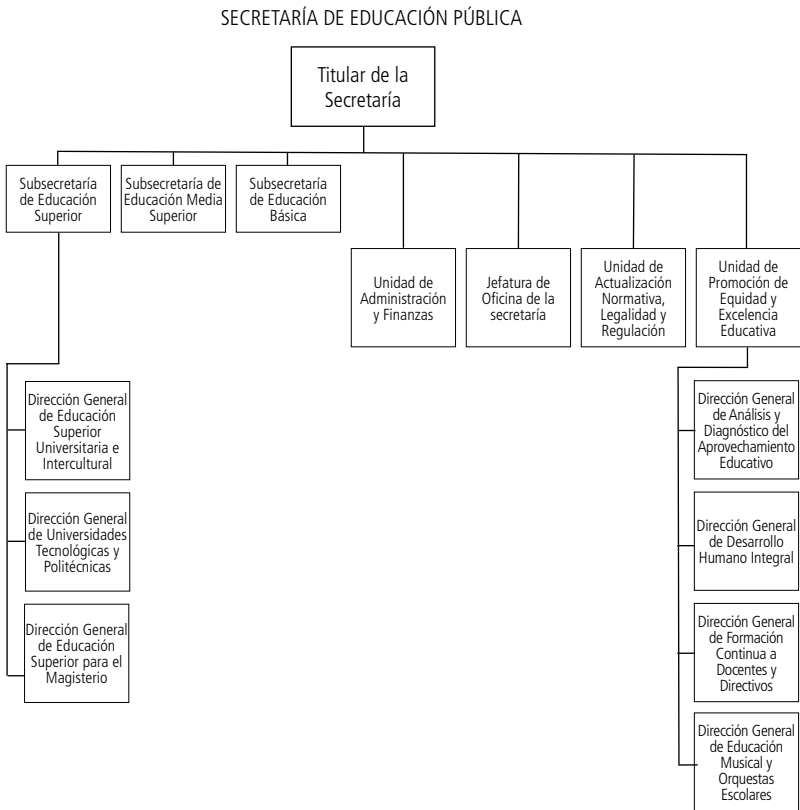 SECRETARÍA DE EDUCACIÓN PÚBLICA
Titular de la
Secretaría
Subsecretaría
de Educación
Superior
Subsecretaría de
Educación Media
Superior
Subsecretaría
de Educación
Básica
Unidad de
Administración
y Finanzas
Jefatura de
Oficina de la
secretaría
Unidad de
Actualización
Normativa,
Legalidad y
Regulación
Unidad de
Promoción de
Equidad y
Excelencia
Educativa
Dirección General
de Educación
Superior
Universitaria e
Intercultural
Dirección General
de Universidades
Tecnológicas y
Politécnicas
Dirección General
de Educación
Superior para el
Magisterio
Dirección General
de Análisis y
Diagnóstico del
Aprovechamiento
Educativo
Dirección General
de Desarrollo
Humano Integral
Dirección General
de Formación
Continua a
Docentes y
Directivos
Dirección General
de Educación
Musical y
Orquestas
Escolares